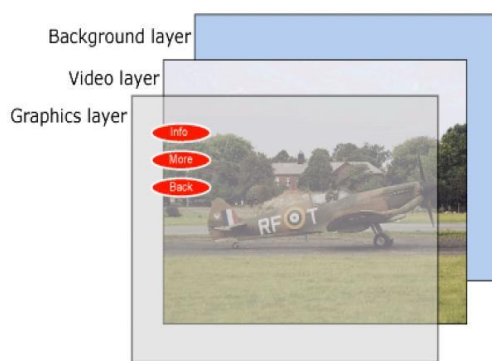 Background layer
Video layer
Graphics layer
Info
More
Back
RF T